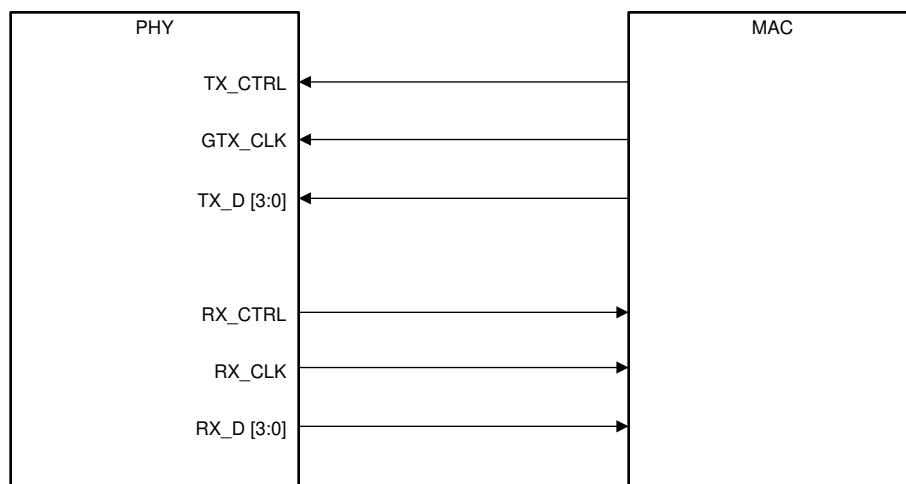 PHY
MAC
TX_CTRL
GTX_CLK
TX_D [3:0]
RX_CTRL
RX_CLK
RX_D [3:0]